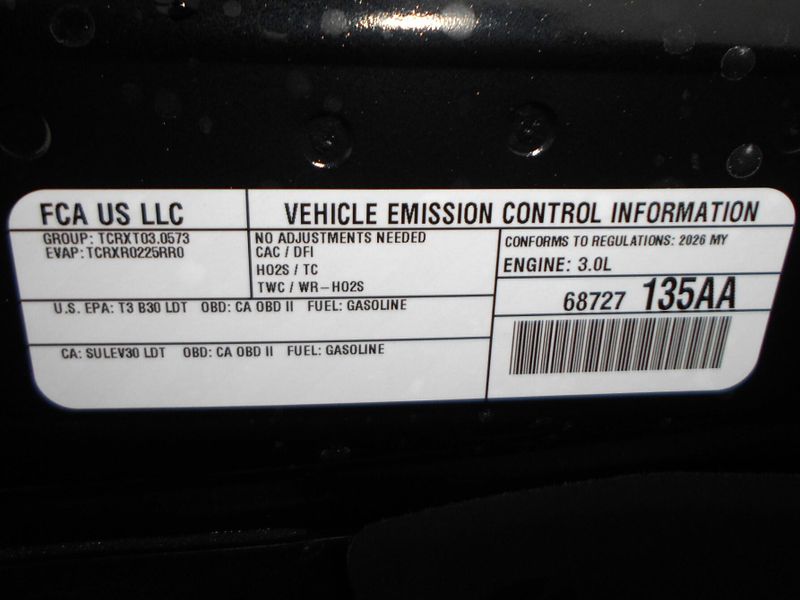 FCA US LLC
VEHICLE EMISSION CONTROL INFORMATION
GROUP: TCRXT03.0573
EVAP: TCRXR0225RR0
NO ADJUSTMENTS NEEDED
CAC / DFI
HO2S / TC
TWC / WR-HO2S
CONFORMS TO REGULATIONS: 2026 MY
ENGINE: 3.0L
U.S. EPA: T3 B30 LDT OBD: CA OBD II FUEL: GASOLINE
68727 135AA
CA: SULEV30 LDT OBD: CA OBD II FUEL: GASOLINE